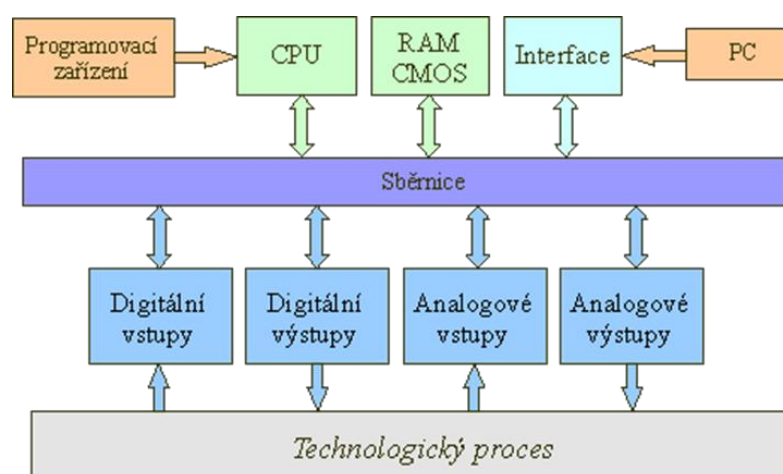 Programovací
zařízení
CPU
RAM
CMOS
Interface
PC
Sběrnice
Digitální
vstupy
Digitální
výstupy
Analogové
vstupy
Analogové
výstupy
Technologický proces